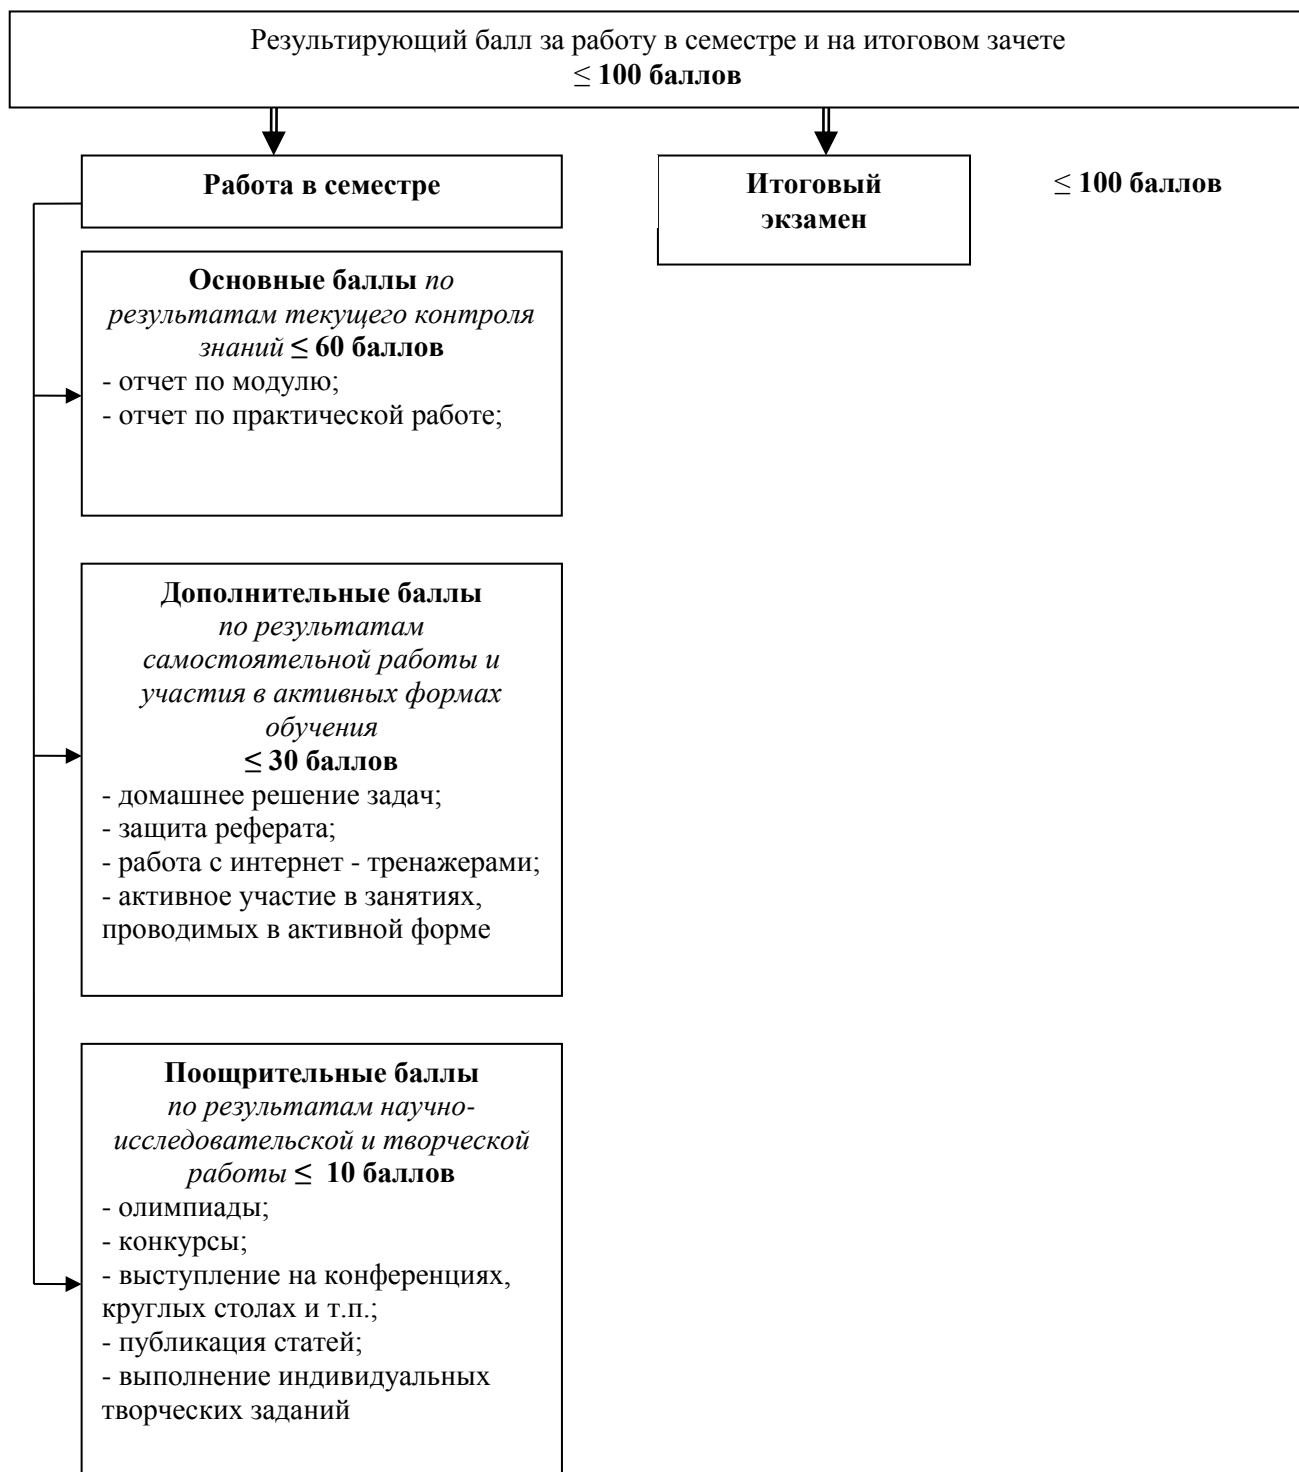 Результирующий балл за работу в семестре и на итоговом зачете
≤ 100 баллов
Работа в семестре
Итоговый
экзамен
≤ 100 баллов
Основные баллы по
результатам текущего контроля
знаний ≤ 60 баллов
- отчет по модулю;
- отчет по практической работе;
Дополнительные баллы
по результатам
самостоятельной работы и
участия в активных формах
обучения
≤ 30 баллов
- домашнее решение задач;
- защита реферата;
- работа с интернет - тренажерами;
- активное участие в занятиях,
проводимых в активной форме
Поощрительные баллы
по результатам научно-
исследовательской и творческой
работы ≤ 10 баллов
- олимпиады;
- конкурсы;
- выступление на конференциях,
круглых столах и т.п.;
- публикация статей;
- выполнение индивидуальных
творческих заданий